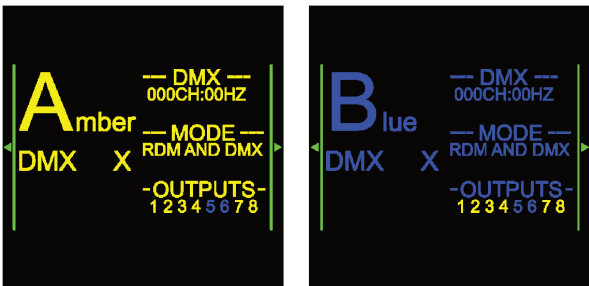 Amber
DMX X
--- DMX ---
000CH:00HZ
--- MODE ---
RDM AND DMX
-OUTPUTS-
1 2 3 4 5 6 7 8
Blue
DMX X
--- DMX ---
000CH:00HZ
--- MODE ---
RDM AND DMX
-OUTPUTS-
1 2 3 4 5 6 7 8